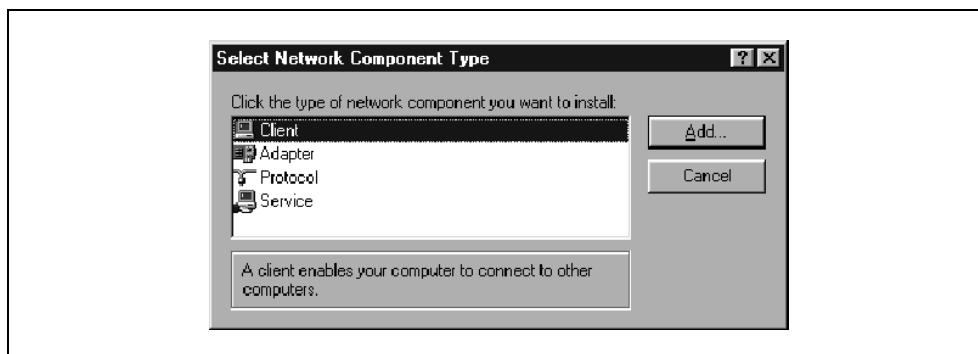 Select Network Component Type
Click the type of network component you want to install:
Client
Adapter
Protocol
Service
Add...
Cancel
A client enables your computer to connect to other
computers.